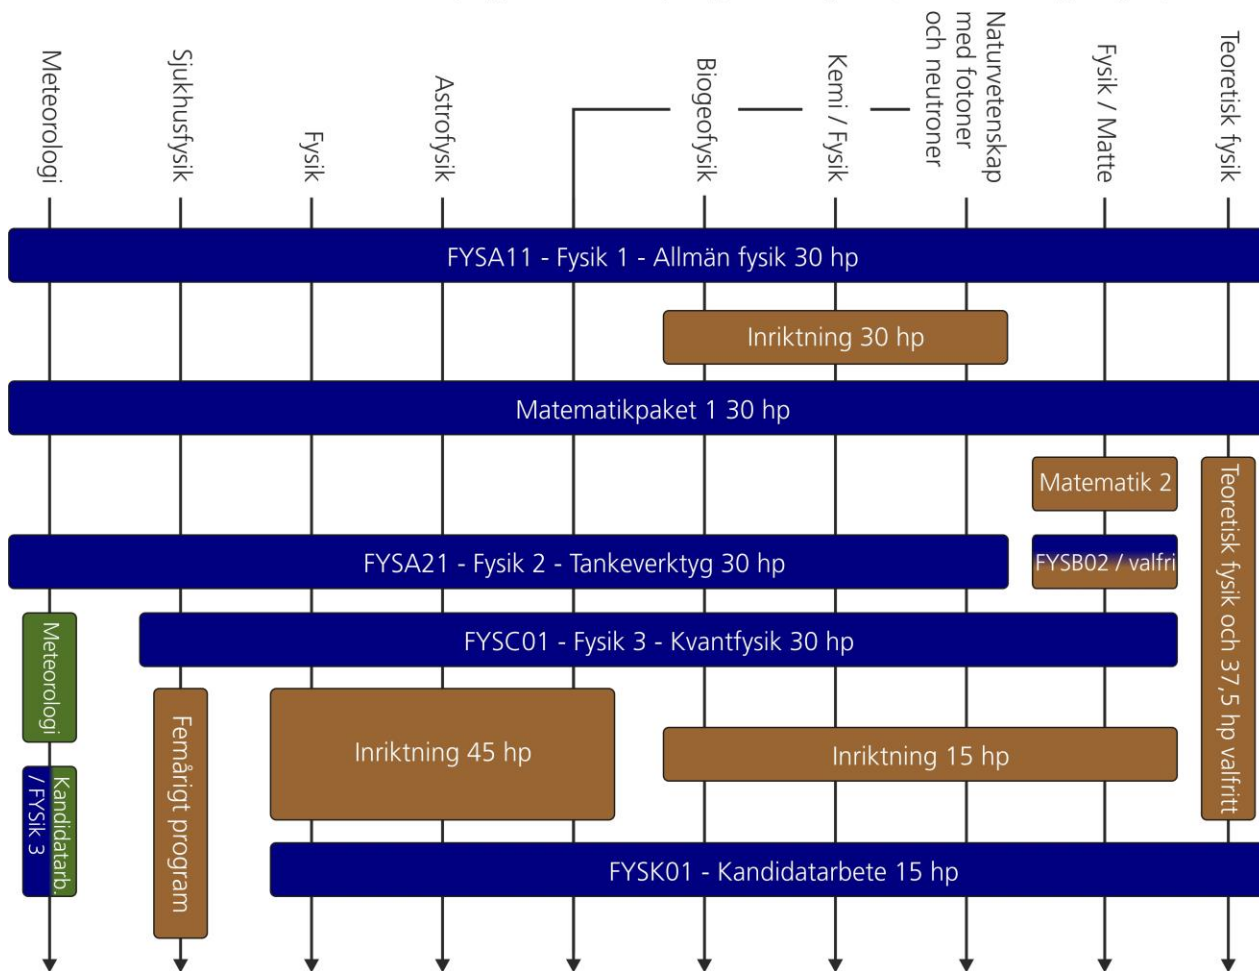 Meteorologi
Sjukhusfysik
Fysik
Astrofysik
Biogeofysik
Kemi / Fysik
Naturvetenskap
med fotoner
och neutroner
Fysik / Matte
Teoretisk fysik
FYSA11 - Fysik 1 - Allmän fysik 30 hp
Inriktning 30 hp
Matematikpaket 1 30 hp
Matematik 2
Teoretisk fysik och 37,5 hp valfritt
FYSA21 - Fysik 2 - Tankeverktyg 30 hp
FYSB02 / valfri
Meteorologi
FYSC01 - Fysik 3 - Kvantfysik 30 hp
Femårigt program
Inriktning 45 hp
Inriktning 15 hp
Kandidatarb.
/ FYSik 3
FYSK01 - Kandidatarbete 15 hp